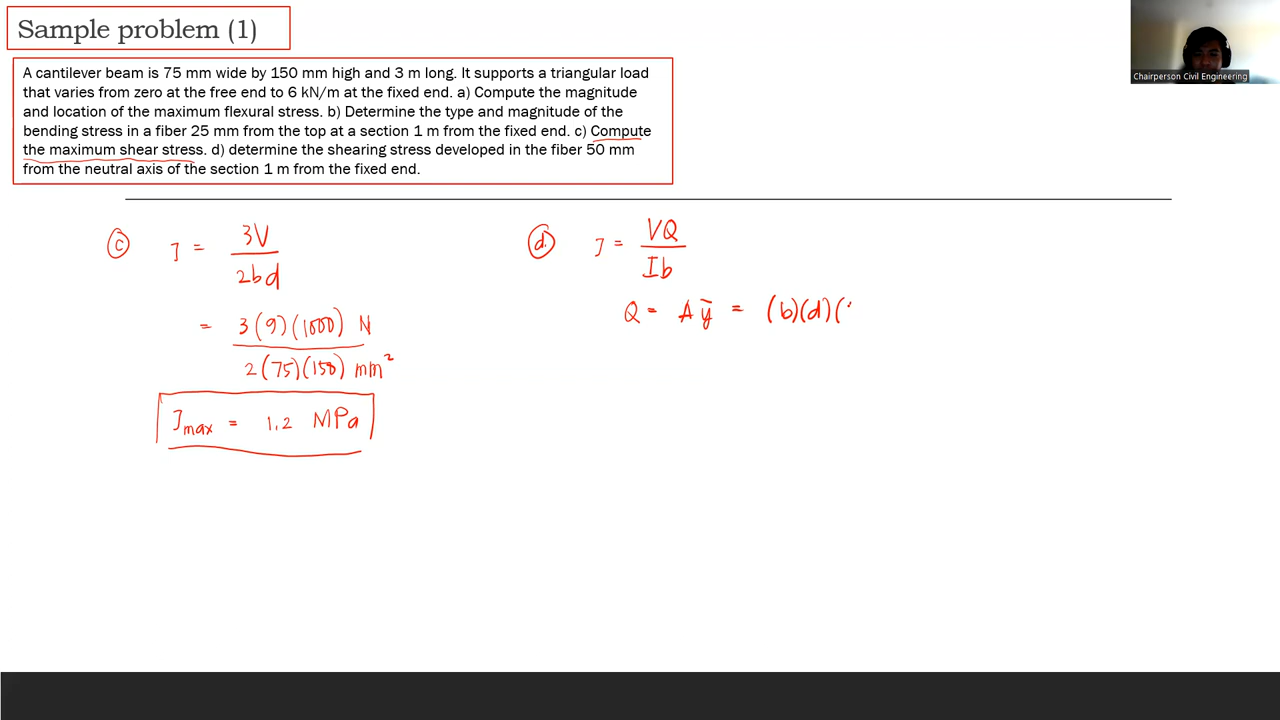 Sample problem (1)
Chairperson Civil Engineering
A cantilever beam is 75 mm wide by 150 mm high and 3 m long. It supports a triangular load
that varies from zero at the free end to 6 kN/m at the fixed end. a) Compute the magnitude
and location of the maximum flexural stress. b) Determine the type and magnitude of the
bending stress in a fiber 25 mm from the top at a section 1 m from the fixed end. c) Compute
the maximum shear stress. d) determine the shearing stress developed in the fiber 50 mm
from the neutral axis of the section 1 m from the fixed end.
c
τ = 3V / 2bd
= 3(9)(1000) N / 2(75)(150) mm²
τmax = 1.2 MPa
d.
τ = VQ / Ib
Q = Aȳ = (b)(d)(